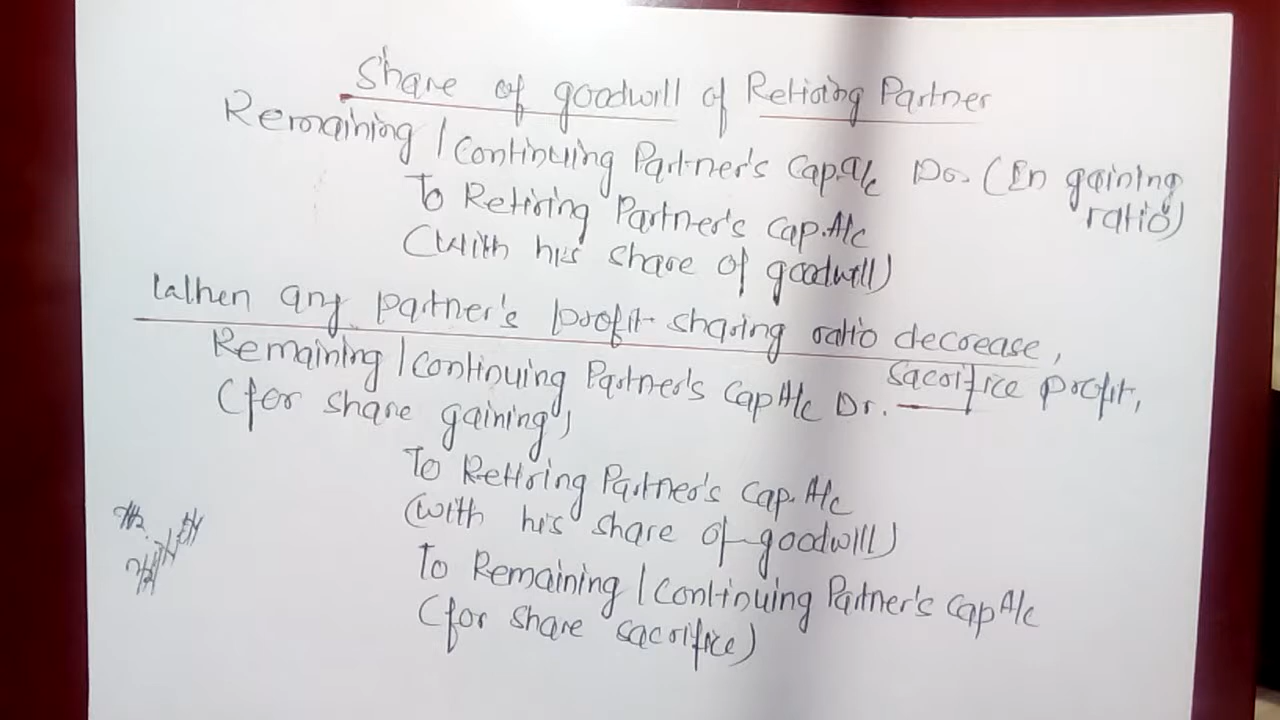 Share of goodwill of Retiring Partner
Remaining / Continuing Partner's Cap. A/c Dr. (In gaining ratio)
To Retiring Partner's Cap. A/c
(With his share of goodwill)
When any partner's profit sharing ratio decrease, sacrifice profit,
Remaining / Continuing Partner's Cap A/c Dr.
(for share gaining)
To Retiring Partner's Cap. A/c
(with his share of goodwill)
To Remaining / Continuing Partner's Cap A/c
(for share sacrifice)